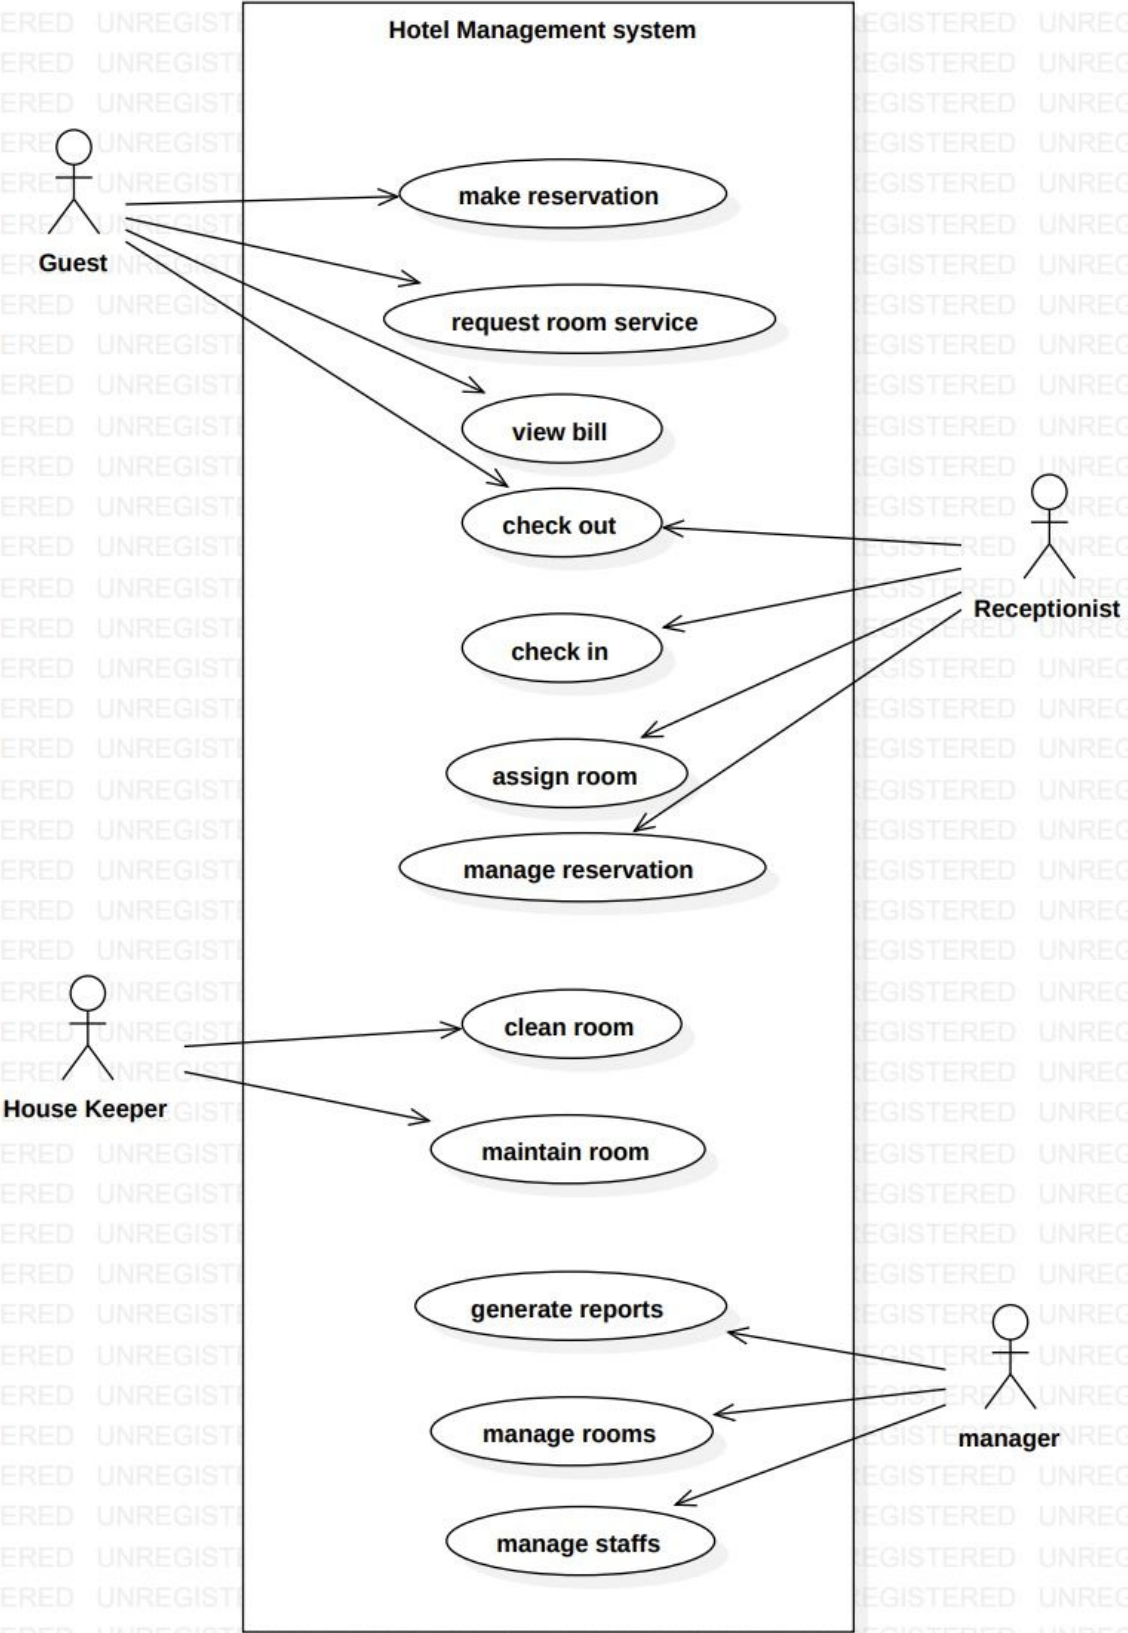 Hotel Management system
Guest
make reservation
request room service
view bill
check out
Receptionist
check in
assign room
manage reservation
House Keeper
clean room
maintain room
generate reports
manager
manage rooms
manage staffs
UNREGISTERED